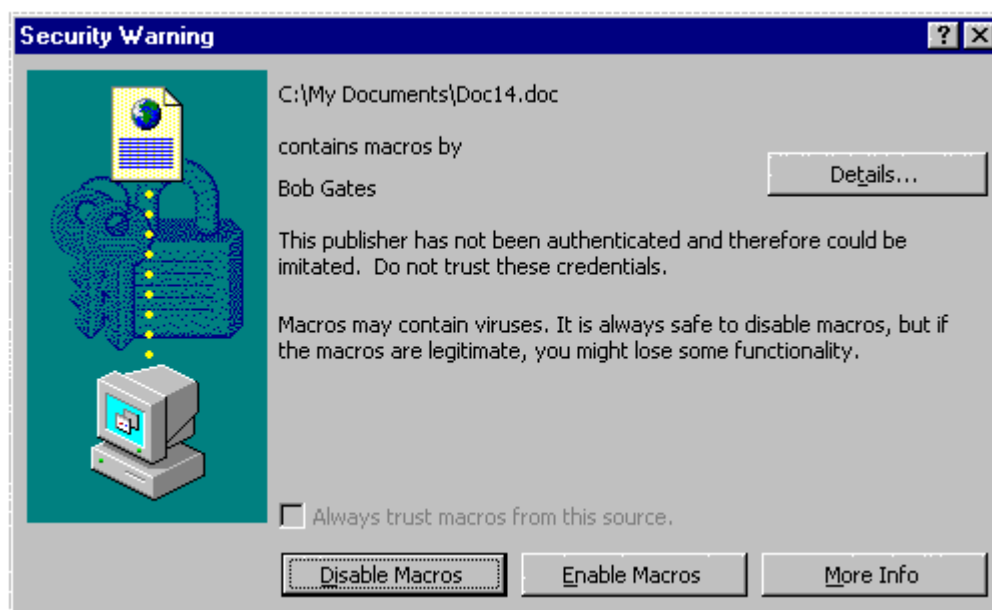 Security Warning
C:\My Documents\Doc14.doc
contains macros by
Details...
Bob Gates
This publisher has not been authenticated and therefore could be
imitated.  Do not trust these credentials.
Macros may contain viruses. It is always safe to disable macros, but if
the macros are legitimate, you might lose some functionality.
Always trust macros from this source.
Disable Macros
Enable Macros
More Info